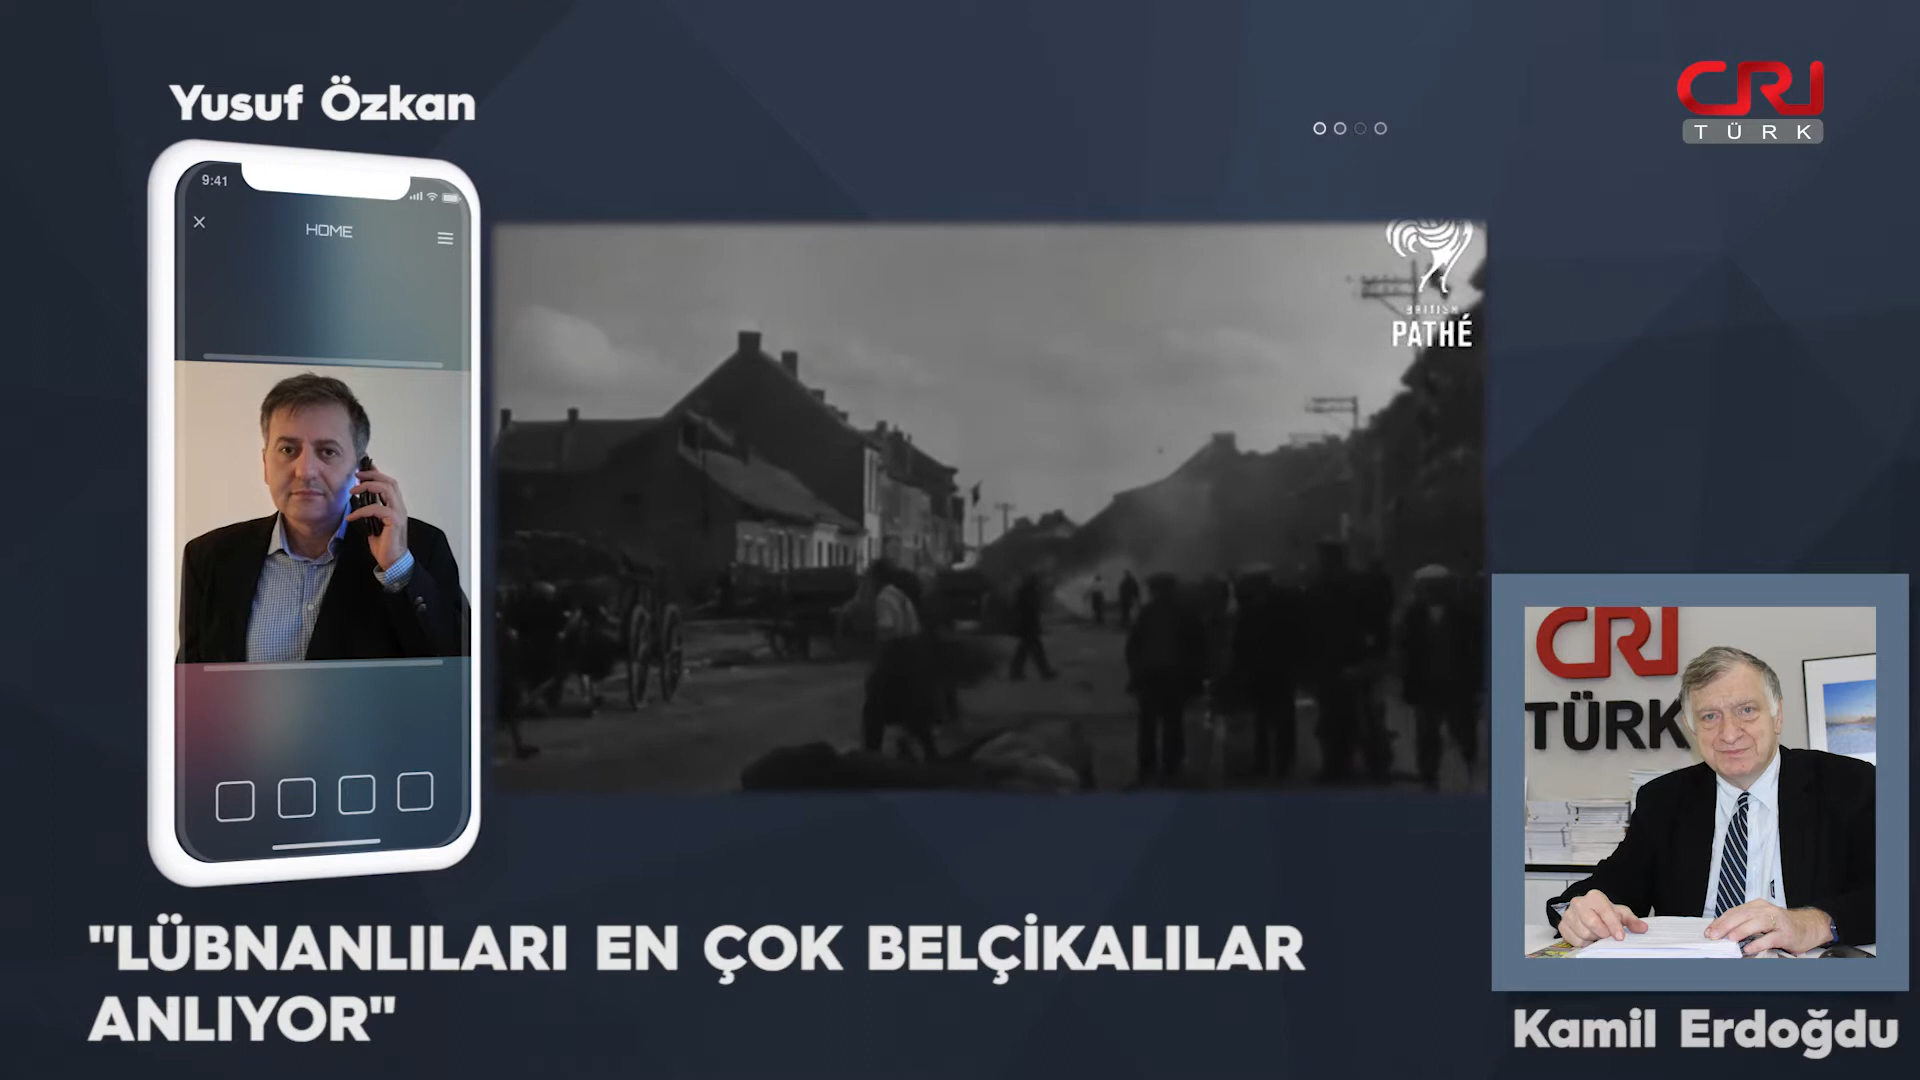 Yusuf Özkan
CRI
TÜRK
9:41
HOME
BRITISH
PATHÉ
CRI
TÜRK
"LÜBNANLILARI EN ÇOK BELÇİKALILAR
ANLIYOR"
Kamil Erdoğdu